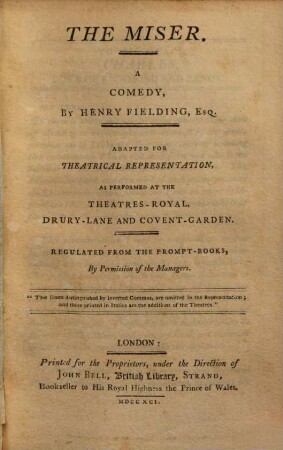 THE MISER.
A
COMEDY,
By HENRY FIELDING, Esq.
ADAPTED FOR
THEATRICAL REPRESENTATION,
AS PERFORMED AT THE
THEATRES-ROYAL,
DRURY-LANE AND COVENT-GARDEN.
REGULATED FROM THE PROMPT-BOOKS,
By Permission of the Managers.
"The Lines distinguished by inverted Commas, are omitted in the Representation;
and those printed in Italics are the additions of the Theatres."
LONDON:
Printed for the Proprietors, under the Direction of
JOHN BELL, British Library, STRAND,
Bookseller to His Royal Highness the Prince of Wales.
MDCCXCI.